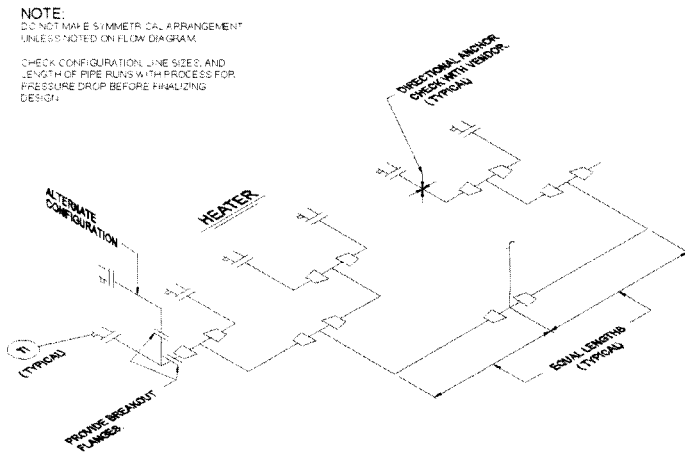 NOTE:
DO NOT MAKE SYMMETRICAL ARRANGEMENT
UNLESS NOTED ON FLOW DIAGRAM.
CHECK CONFIGURATION, LINE SIZES, AND
LENGTH OF PIPE RUNS WITH PROCESS FOR
PRESSURE DROP BEFORE FINALIZING
DESIGN.
DIRECTIONAL ANCHOR
CHECK WITH VENDOR.
(TYPICAL)
ALTERNATE
CONFIGURATION
HEATER
TI
(TYPICAL)
EQUAL LENGTHS
(TYPICAL)
PROVIDE BREAKOUT
FLANGES.